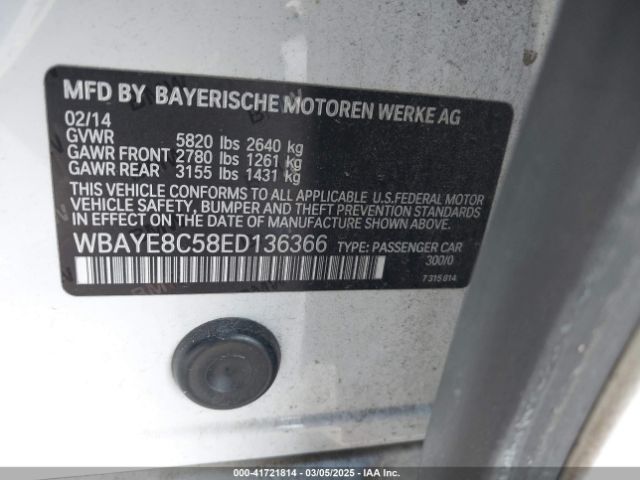 MFD BY BAYERISCHE MOTOREN WERKE AG
02/14
GVWR 5820 lbs 2640 kg
GAWR FRONT 2780 lbs 1261 kg
GAWR REAR 3155 lbs 1431 kg
THIS VEHICLE CONFORMS TO ALL APPLICABLE U.S.FEDERAL MOTOR
VEHICLE SAFETY, BUMPER, AND THEFT PREVENTION STANDARDS
IN EFFECT ON THE DATE OF MANUFACTURE SHOWN ABOVE.
WBAYE8C58ED136366 TYPE: PASSENGER CAR
300/0
7315814
000-41721814 | 03/05/2025 - IAA Inc.